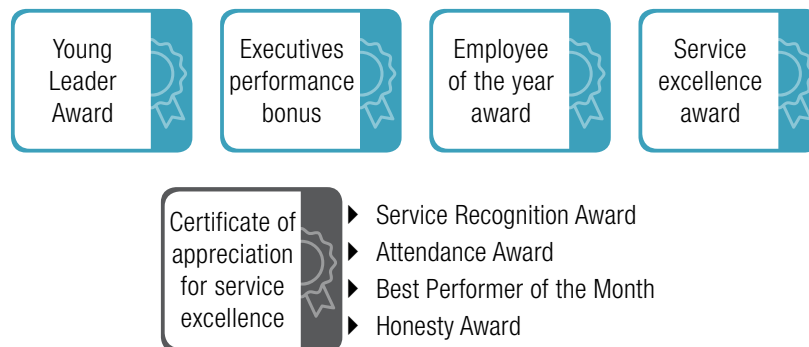 Young
Leader
Award
Executives
performance
bonus
Employee
of the year
award
Service
excellence
award
Certificate of
appreciation
for service
excellence
Service Recognition Award
Attendance Award
Best Performer of the Month
Honesty Award